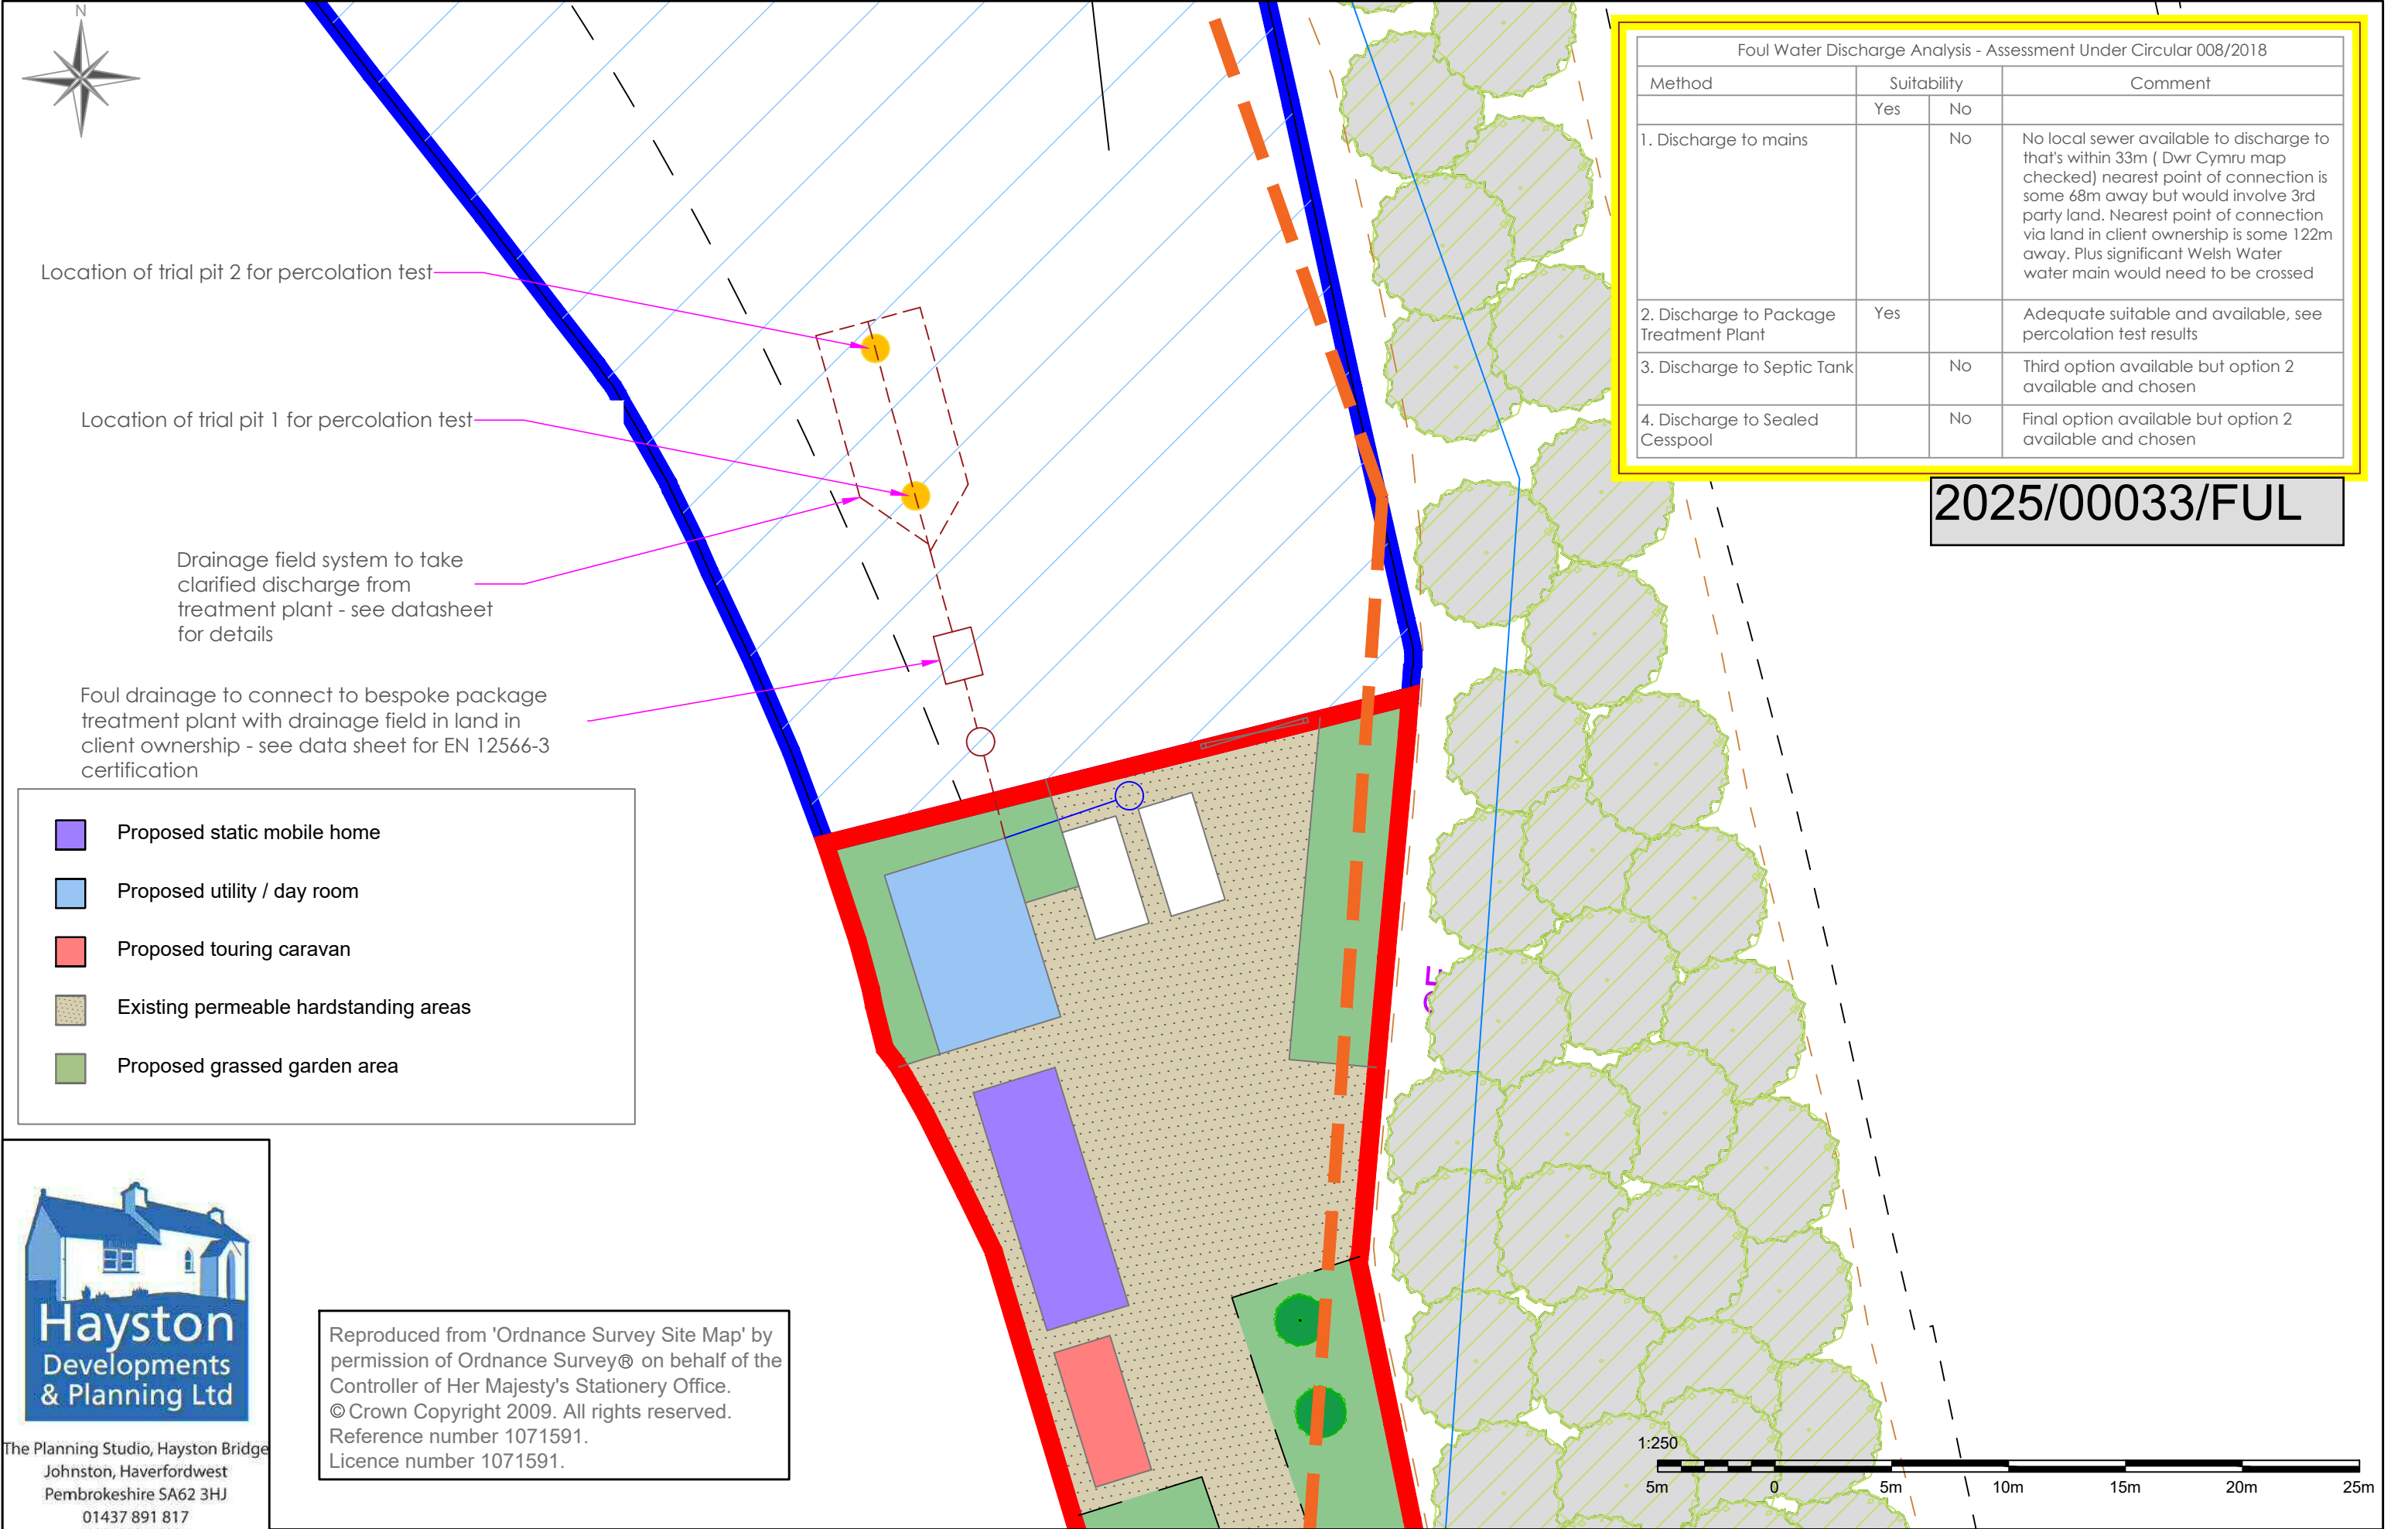 N
Foul Water Discharge Analysis - Assessment Under Circular 008/2018
Method Suitability Comment
Yes No
1. Discharge to mains No No local sewer available to discharge to
that's within 33m ( Dwr Cymru map
checked) nearest point of connection is
some 68m away but would involve 3rd
party land. Nearest point of connection
via land in client ownership is some 122m
away. Plus significant Welsh Water
water main would need to be crossed
2. Discharge to Package Yes Adequate suitable and available, see
Treatment Plant percolation test results
3. Discharge to Septic Tank No Third option available but option 2
available and chosen
4. Discharge to Sealed No Final option available but option 2
Cesspool available and chosen
2025/00033/FUL
Location of trial pit 2 for percolation test
Location of trial pit 1 for percolation test
Drainage field system to take
clarified discharge from
treatment plant - see datasheet
for details
Foul drainage to connect to bespoke package
treatment plant with drainage field in land in
client ownership - see data sheet for EN 12566-3
certification
Proposed static mobile home
Proposed utility / day room
Proposed touring caravan
Existing permeable hardstanding areas
Proposed grassed garden area
Hayston
Developments
& Planning Ltd
The Planning Studio, Hayston Bridge
Johnston, Haverfordwest
Pembrokeshire SA62 3HJ
01437 891 817
Reproduced from 'Ordnance Survey Site Map' by
permission of Ordnance Survey® on behalf of the
Controller of Her Majesty's Stationery Office.
© Crown Copyright 2009. All rights reserved.
Reference number 1071591.
Licence number 1071591.
1:250
5m 0 5m 10m 15m 20m 25m